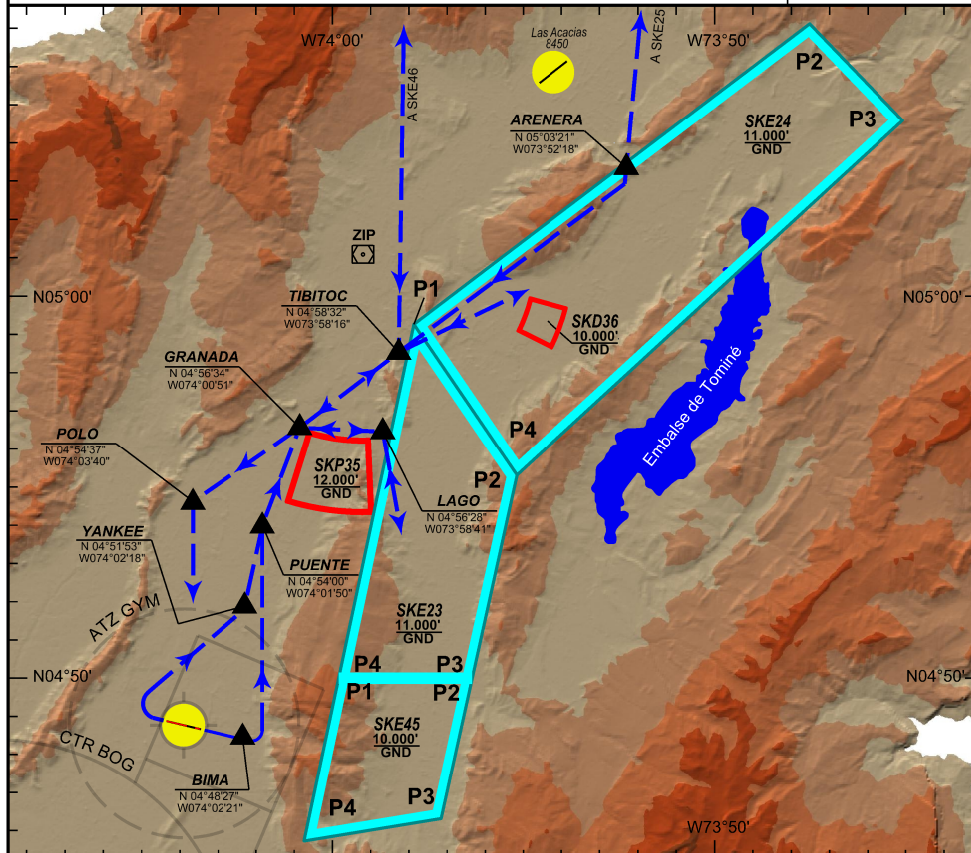 W74°00'
Las Acacias
8450
W73°50'
A SKE25
A SKE46
P2
ARENERA
N 05°03'21"
W073°52'18"
SKE24
11.000'
GND
P3
ZIP
P1
TIBITOC
N 04°58'32"
W073°58'16"
N05°00'
N05°00'
SKD36
10.000'
GND
GRANADA
N 04°56'34"
W074°00'51"
Embalse de Tominé
POLO
N 04°54'37"
W074°03'40"
P4
SKP35
12.000'
GND
P2
LAGO
N 04°56'28"
W073°58'41"
YANKEE
N 04°51'53"
W074°02'18"
PUENTE
N 04°54'00"
W074°01'50"
ATZ GYM
SKE23
11.000'
GND
P4
P3
N04°50'
N04°50'
P1
P2
SKE45
10.000'
GND
CTR BOG
BIMA
N 04°48'27"
W074°02'21"
P4
P3
W73°50'